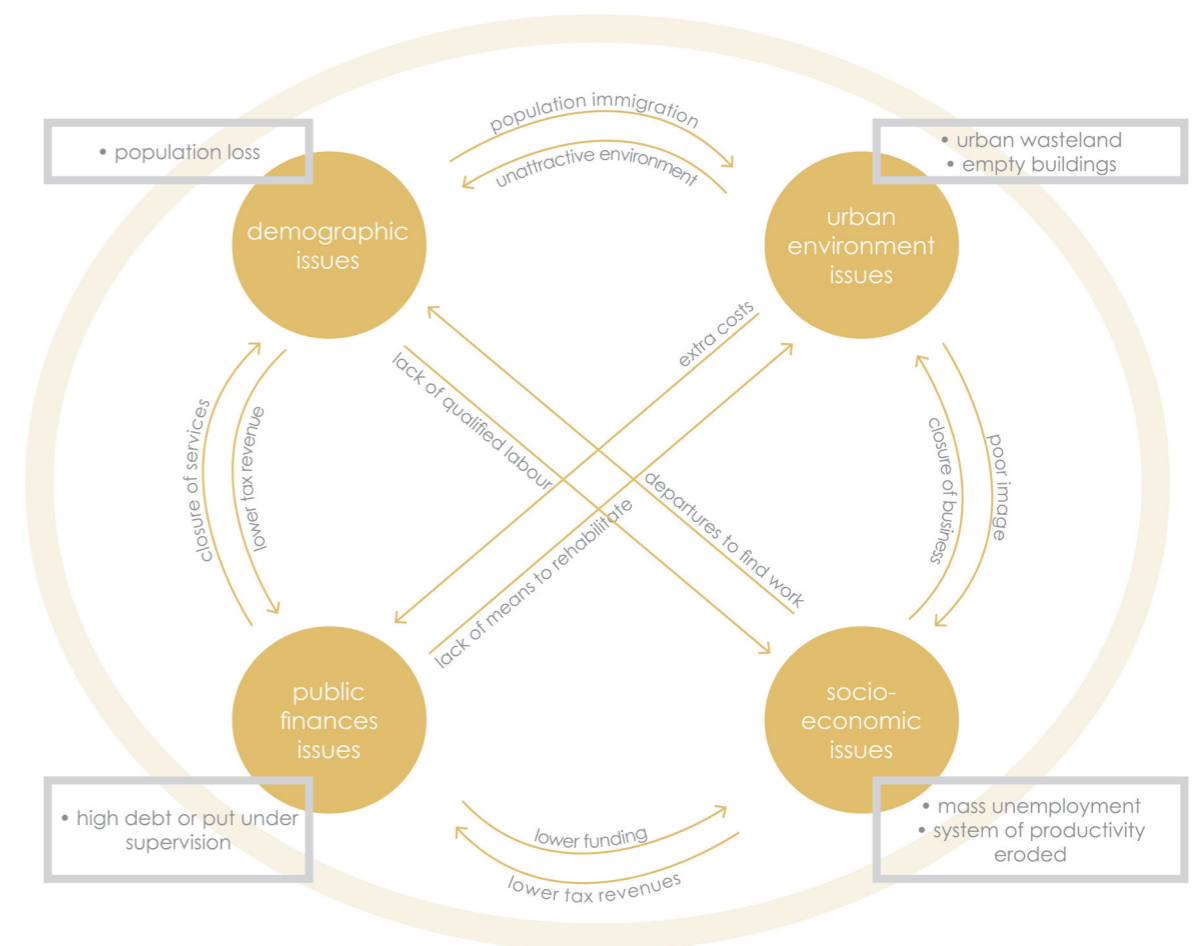 population immigration
unattractive environment
• population loss
• urban wasteland
• empty buildings
demographic
issues
urban
environment
issues
extra costs
lack of qualified labour
closure of services
lower tax revenue
closure of business
poor image
departures to find work
lack of means to rehabilitate
public
finances
issues
socio-
economic
issues
• high debt or put under
supervision
• mass unemployment
• system of productivity
eroded
lower funding
lower tax revenues